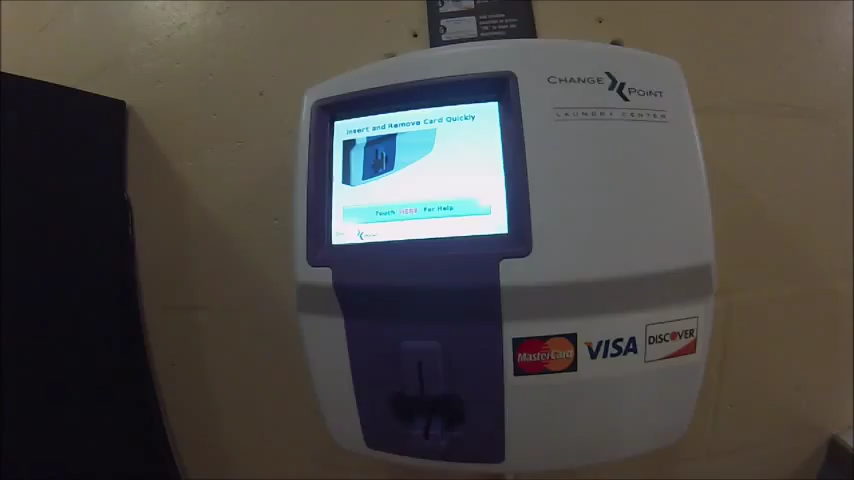 CHANGE POINT
LAUNDRY CENTER
Insert and Remove Card Quickly
Touch HERE For Help
MasterCard
VISA
DISCOVER